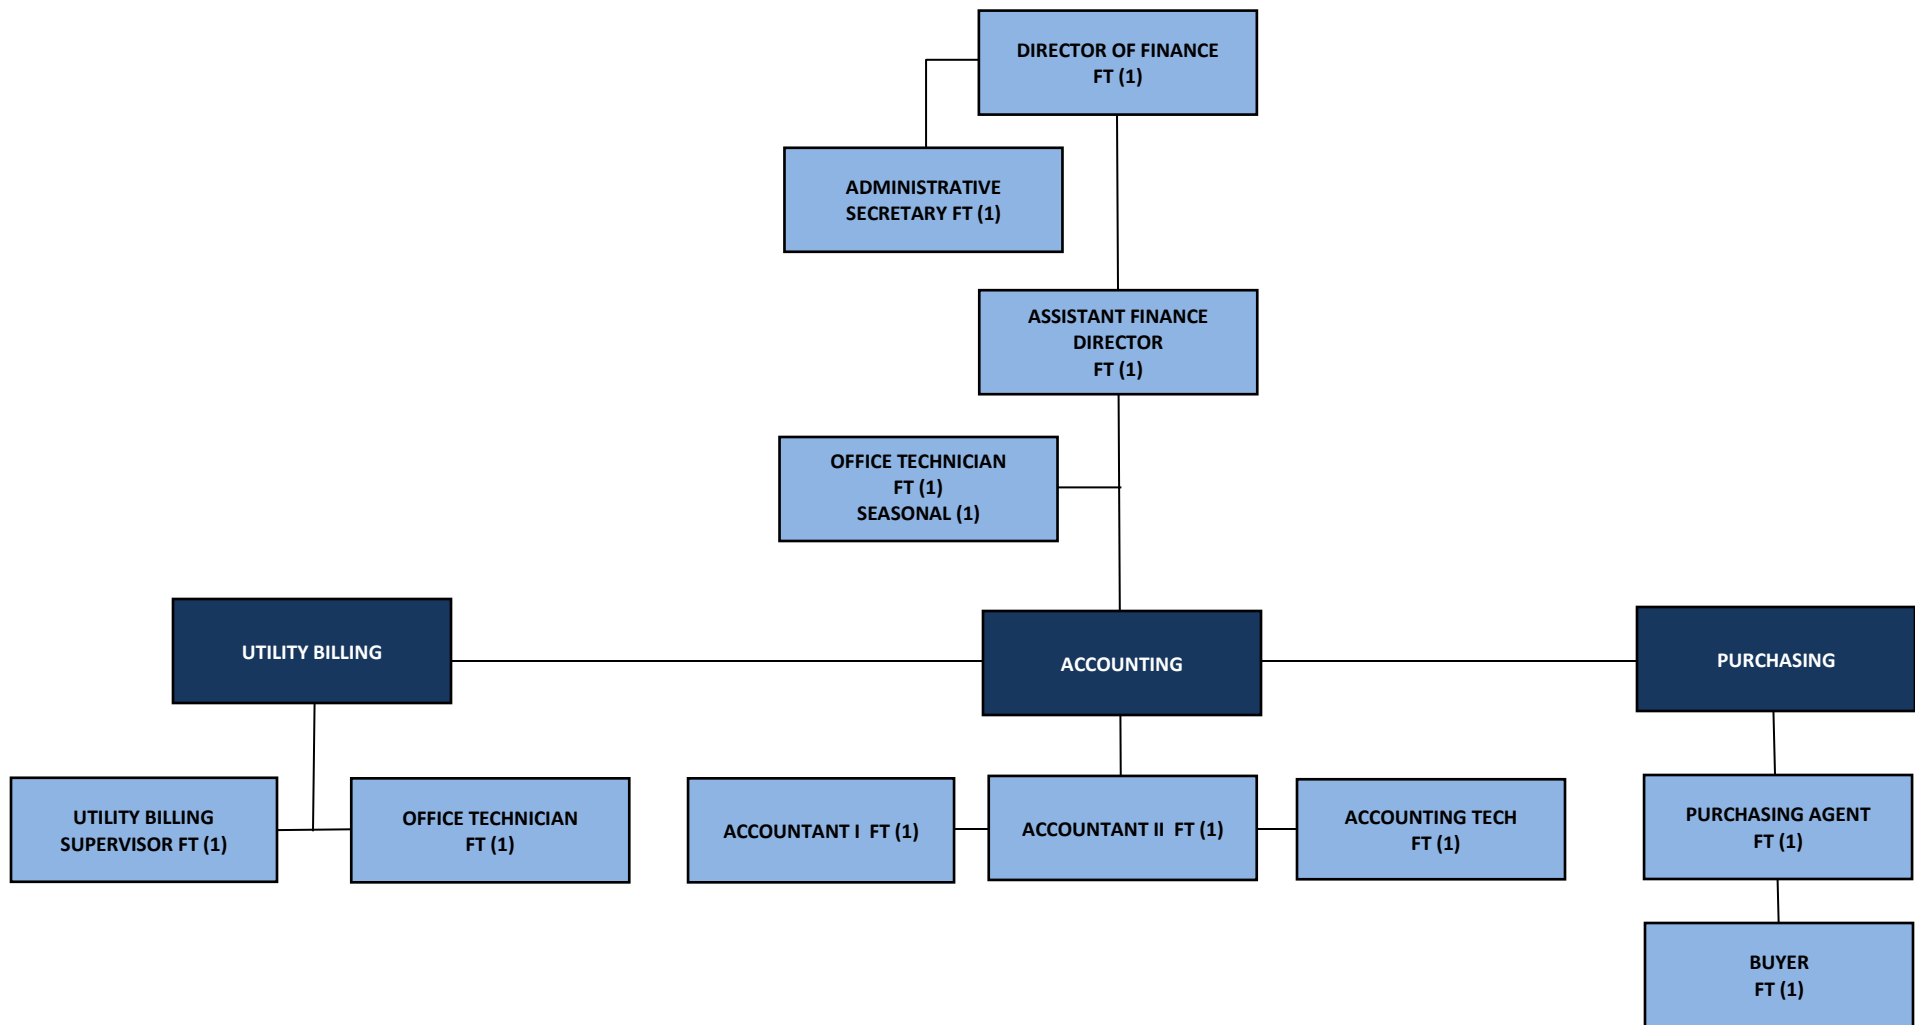 DIRECTOR OF FINANCE
FT (1)
ADMINISTRATIVE
SECRETARY FT (1)
ASSISTANT FINANCE
DIRECTOR
FT (1)
OFFICE TECHNICIAN
FT (1)
SEASONAL (1)
UTILITY BILLING
ACCOUNTING
PURCHASING
UTILITY BILLING
SUPERVISOR FT (1)
OFFICE TECHNICIAN
FT (1)
ACCOUNTANT I  FT (1)
ACCOUNTANT II  FT (1)
ACCOUNTING TECH
FT (1)
PURCHASING AGENT
FT (1)
BUYER
FT (1)